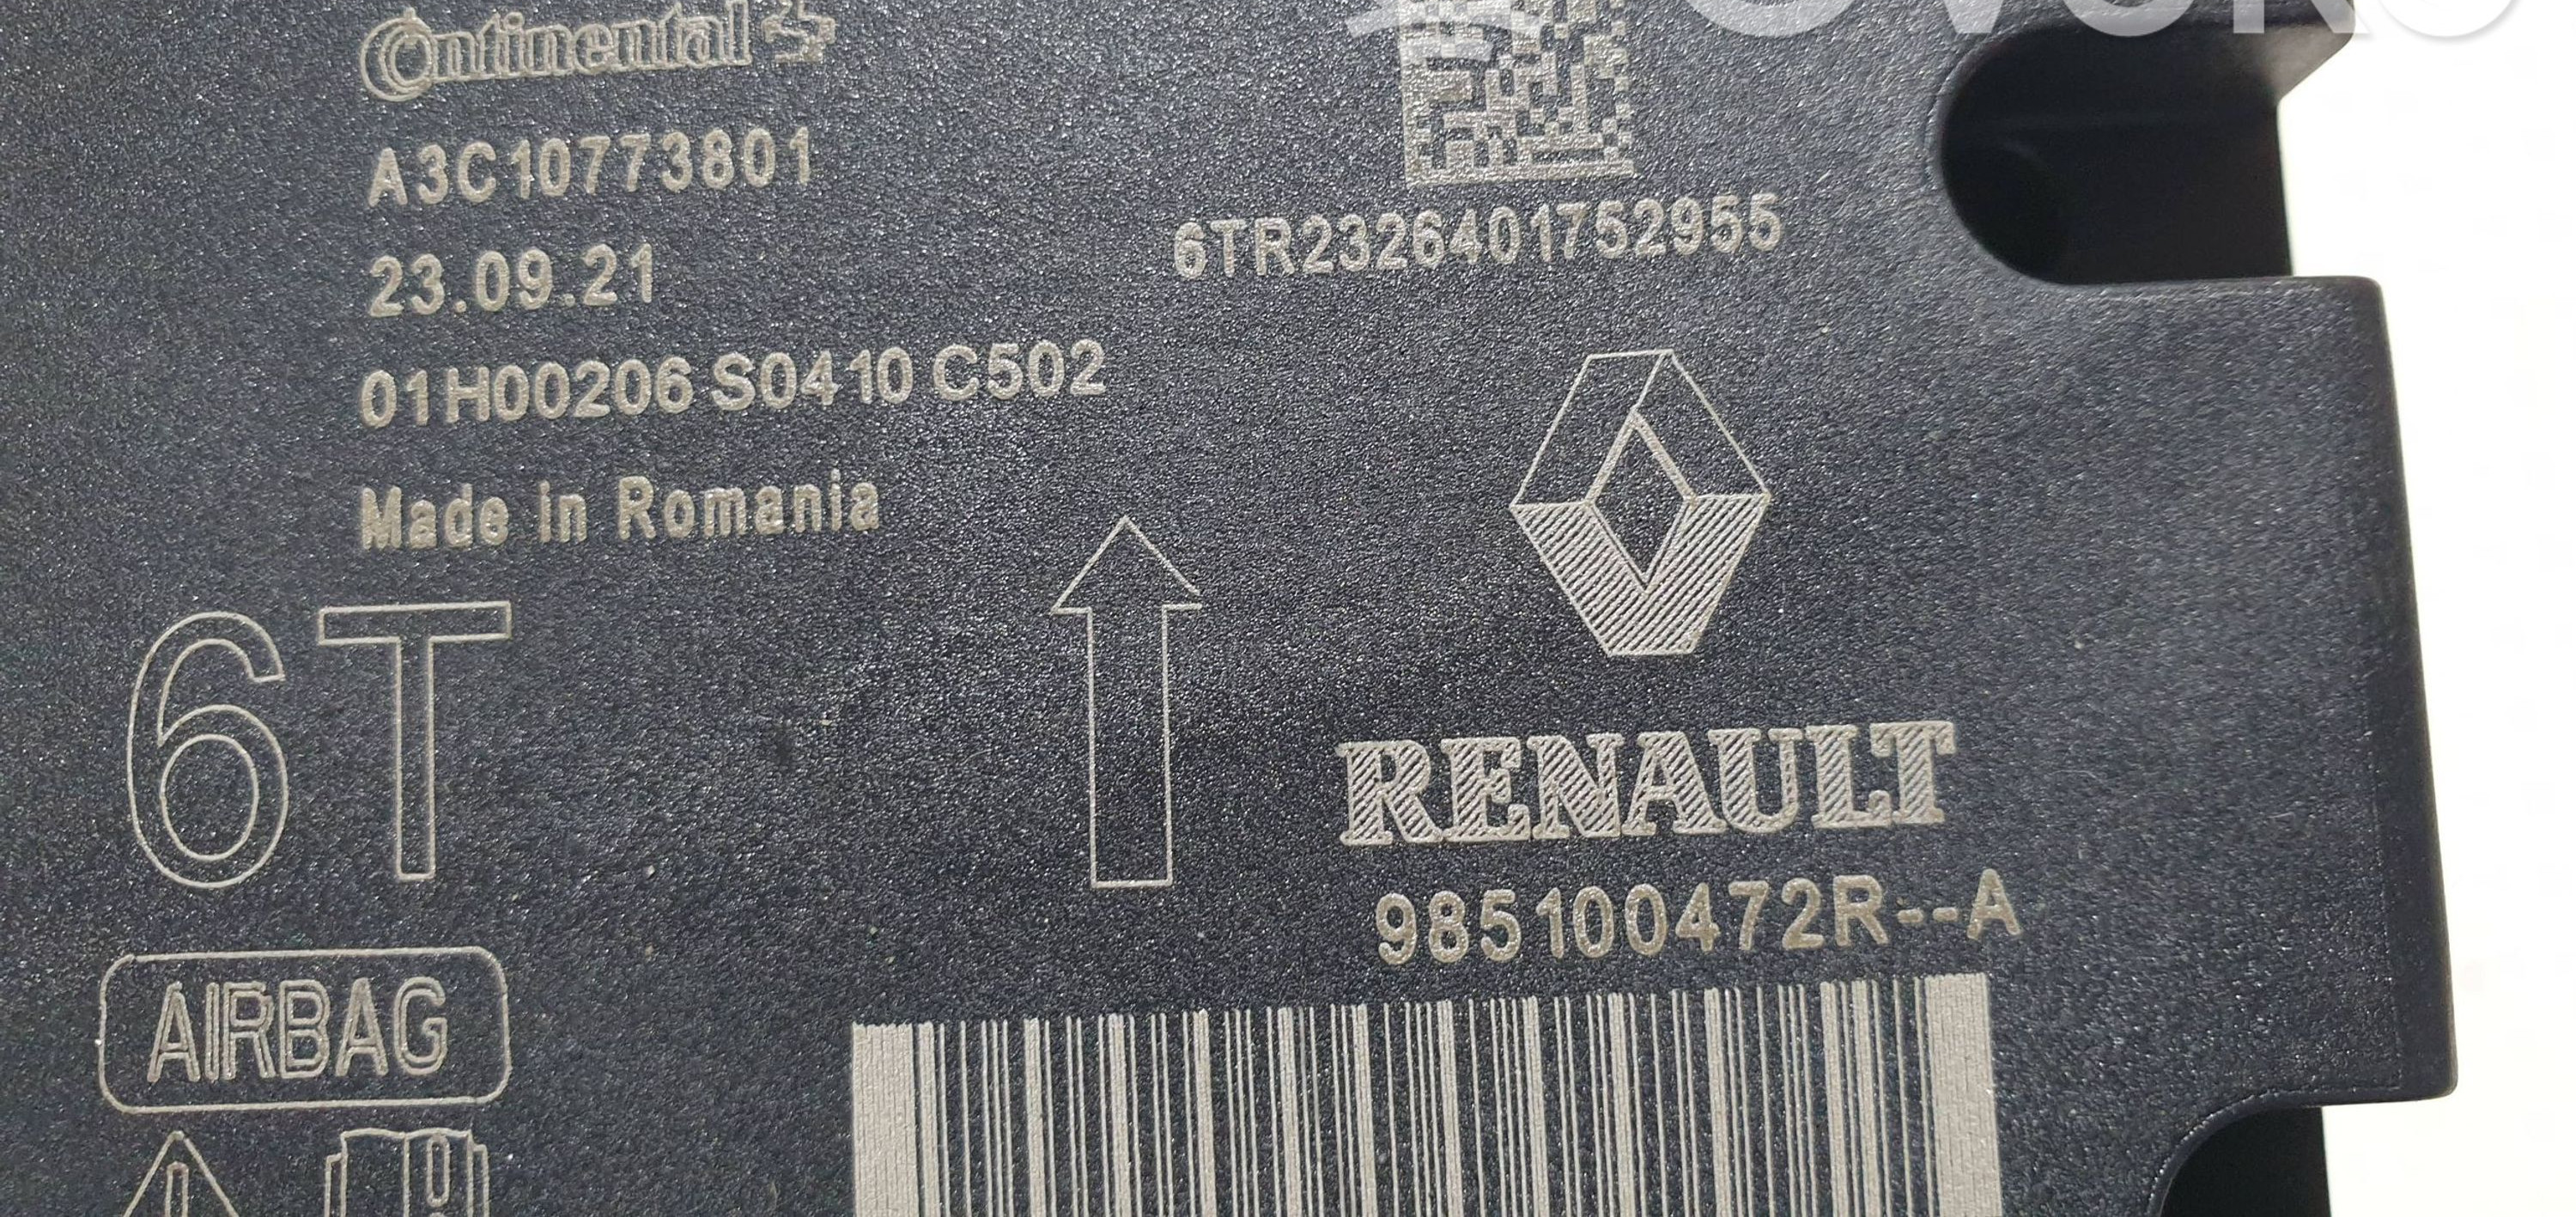 Continental
A3C10773801
23.09.21
01H00206 S0410 C502
Made in Romania
6TR2326401752955
6T
RENAULT
985100472R--A
AIRBAG